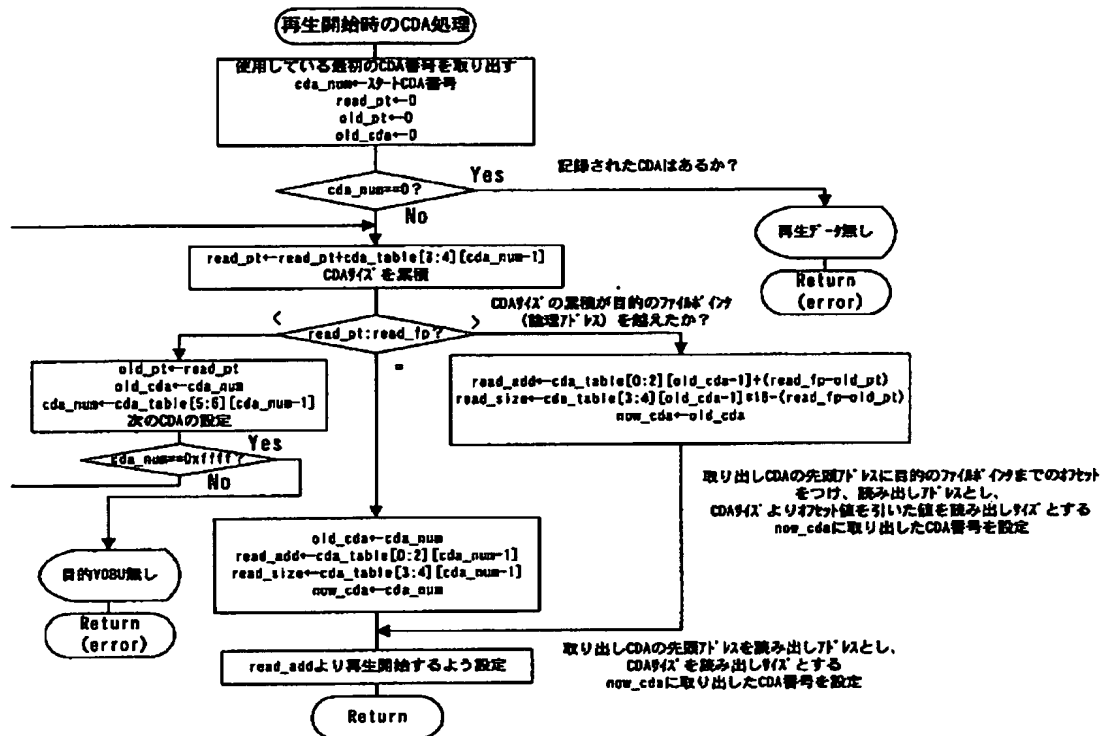 再生開始時のCDA処理
使用している最初のCDA番号を取り出す
cda_num←スタートCDA番号
read_pt←0
old_pt←0
old_cda←0
記録されたCDAはあるか？
cda_num==0？
Yes
No
再生データ無し
Return
(error)
read_pt←read_pt+cda_table[3:4][cda_num-1]
CDAサイズを累積
CDAサイズの累積が目的のファイルポインタ
(論理アドレス)を越えたか？
<
read_pt:read_fp？
>
=
old_pt←read_pt
old_cda←cda_num
cda_num←cda_table[5:6][cda_num-1]
次のCDAの設定
read_add←cda_table[0:2][old_cda-1]+(read_fp-old_pt)
read_size←cda_table[3:4][old_cda-1]*16-(read_fp-old_pt)
now_cda←old_cda
cda_num==0xffff？
Yes
No
取り出しCDAの先頭アドレスに目的のファイルポインタまでのオフセット
をつけ、読み出しアドレスとし、
CDAサイズよりオフセット値を引いた値を読み出しサイズとする
now_cdaに取り出したCDA番号を設定
目的VOBU無し
Return
(error)
old_cda←cda_num
read_add←cda_table[0:2][cda_num-1]
read_size←cda_table[3:4][cda_num-1]
now_cda←cda_num
取り出しCDAの先頭アドレスを読み出しアドレスとし、
CDAサイズを読み出しサイズとする
now_cdaに取り出したCDA番号を設定
read_addより再生開始するよう設定
Return